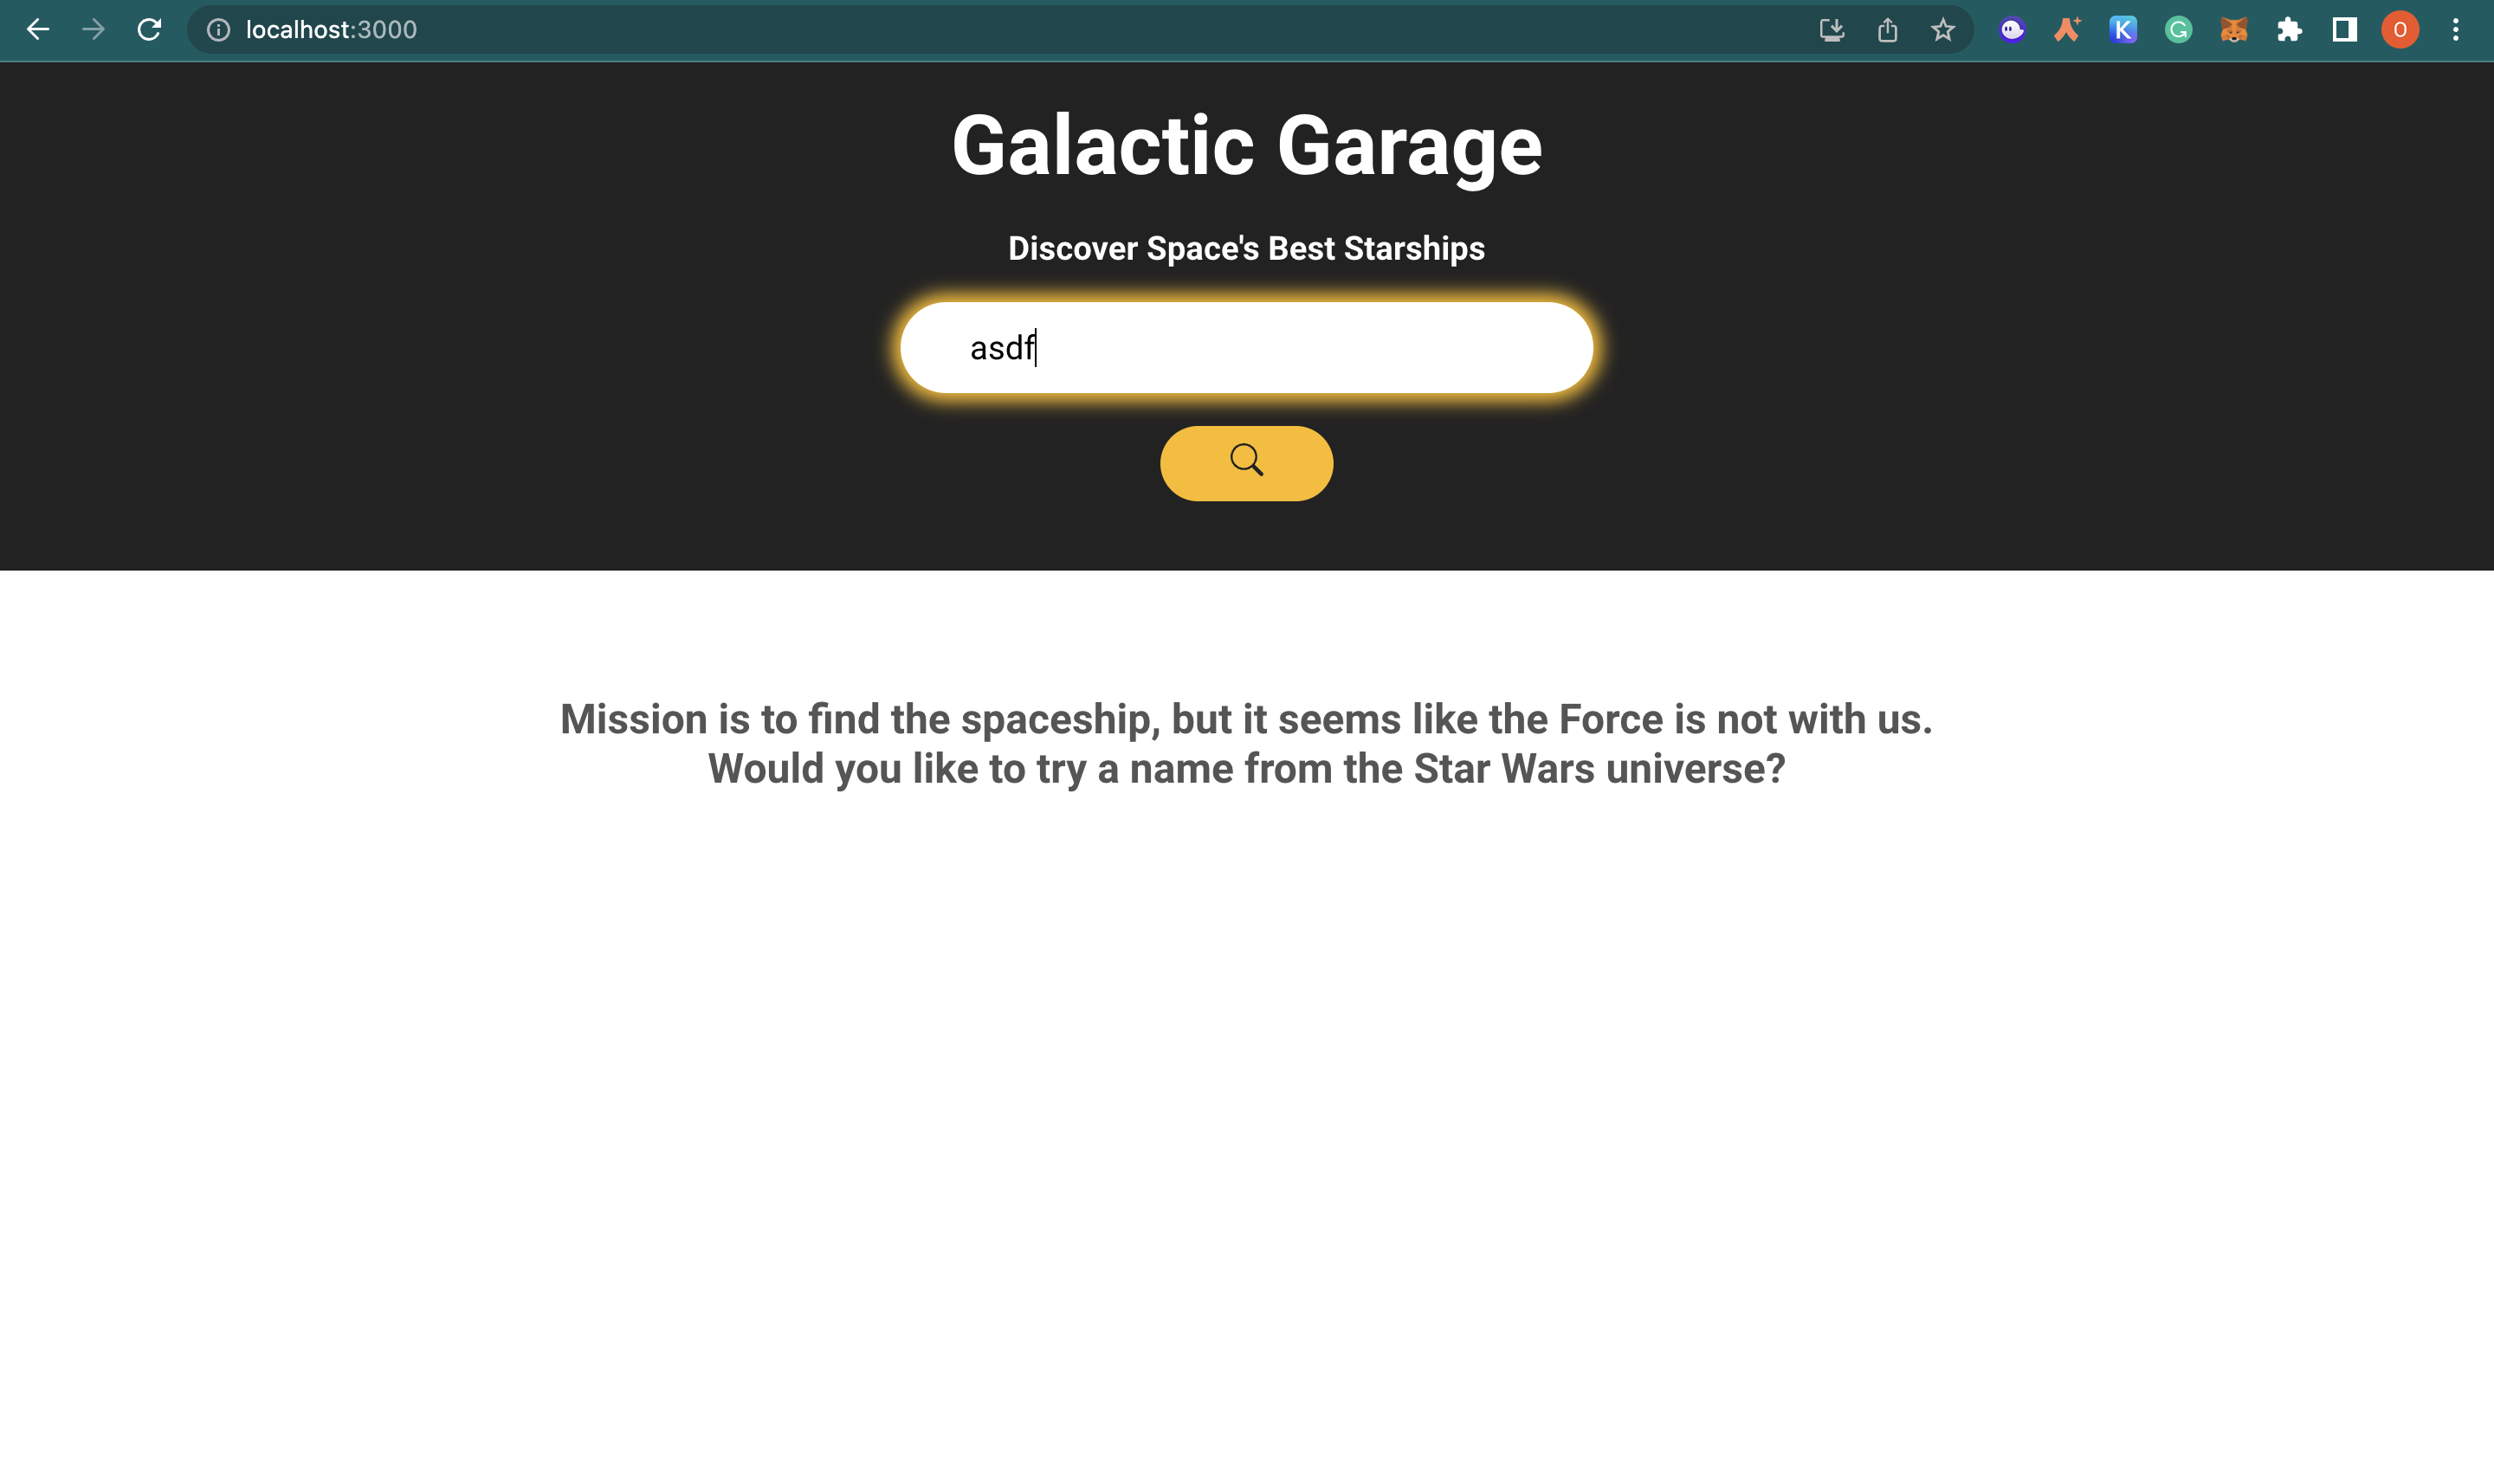 localhost:3000
K
G
O
Galactic Garage
Discover Space's Best Starships
asdf
Mission is to find the spaceship, but it seems like the Force is not with us.
Would you like to try a name from the Star Wars universe?